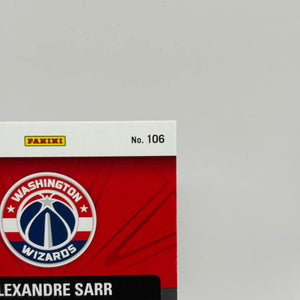 PANINI
No. 106
WASHINGTON
WIZARDS
LEXANDRE SARR